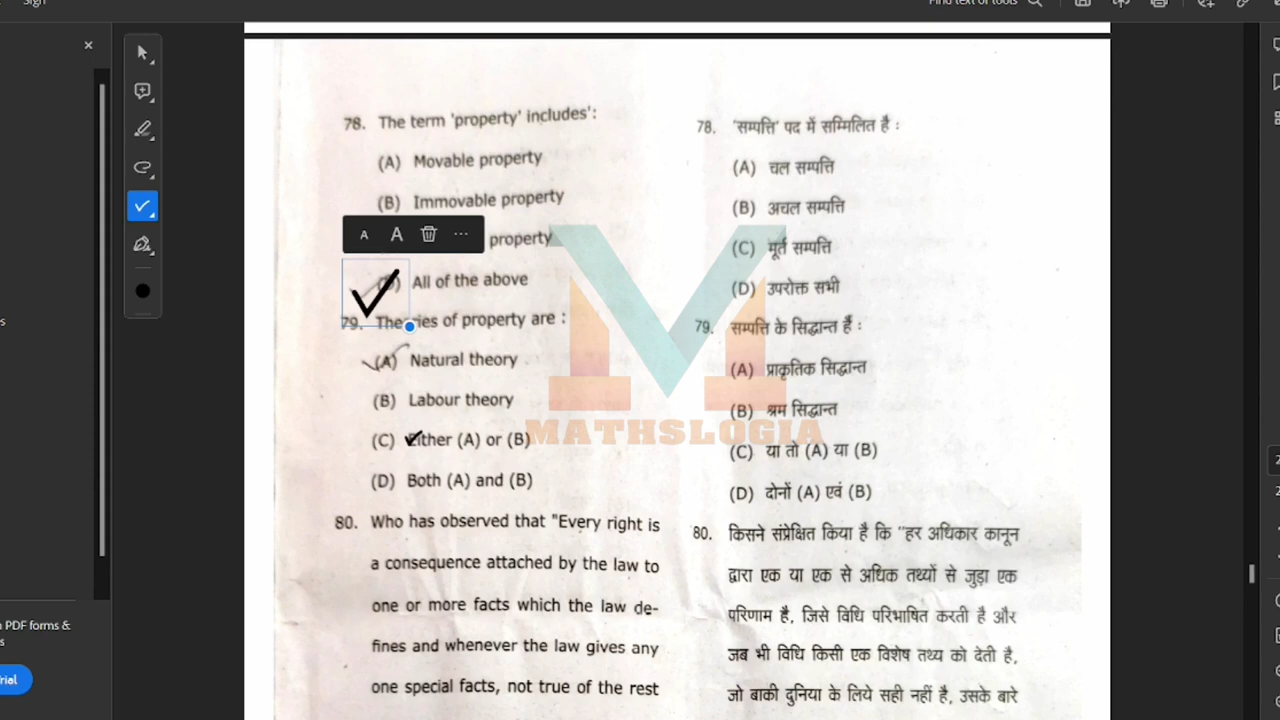 Sign
Find text or tools
78. The term 'property' includes':
(A) Movable property
(B) Immovable property
property
All of the above
79. Theories of property are :
(A) Natural theory
(B) Labour theory
(C) Either (A) or (B)
(D) Both (A) and (B)
80. Who has observed that "Every right is
a consequence attached by the law to
one or more facts which the law de-
fines and whenever the law gives any
one special facts, not true of the rest
78. 'सम्पत्ति' पद में सम्मिलित है :
(A) चल सम्पत्ति
(B) अचल सम्पत्ति
(C) मूर्त सम्पत्ति
(D) उपरोक्त सभी
79. सम्पत्ति के सिद्धान्त हैं :
(A) प्राकृतिक सिद्धान्त
(B) श्रम सिद्धान्त
(C) या तो (A) या (B)
(D) दोनों (A) एवं (B)
80. किसने संप्रेक्षित किया है कि "हर अधिकार कानून
द्वारा एक या एक से अधिक तथ्यों से जुड़ा एक
परिणाम है, जिसे विधि परिभाषित करती है और
जब भी विधि किसी एक विशेष तथ्य को देती है,
जो बाकी दुनिया के लिये सही नहीं है, उसके बारे
MATHSLOGIA
PDF forms &
A A ...